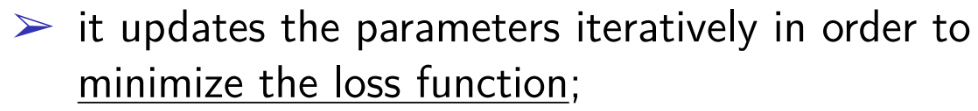 ➢ it updates the parameters iteratively in order to
minimize the loss function;